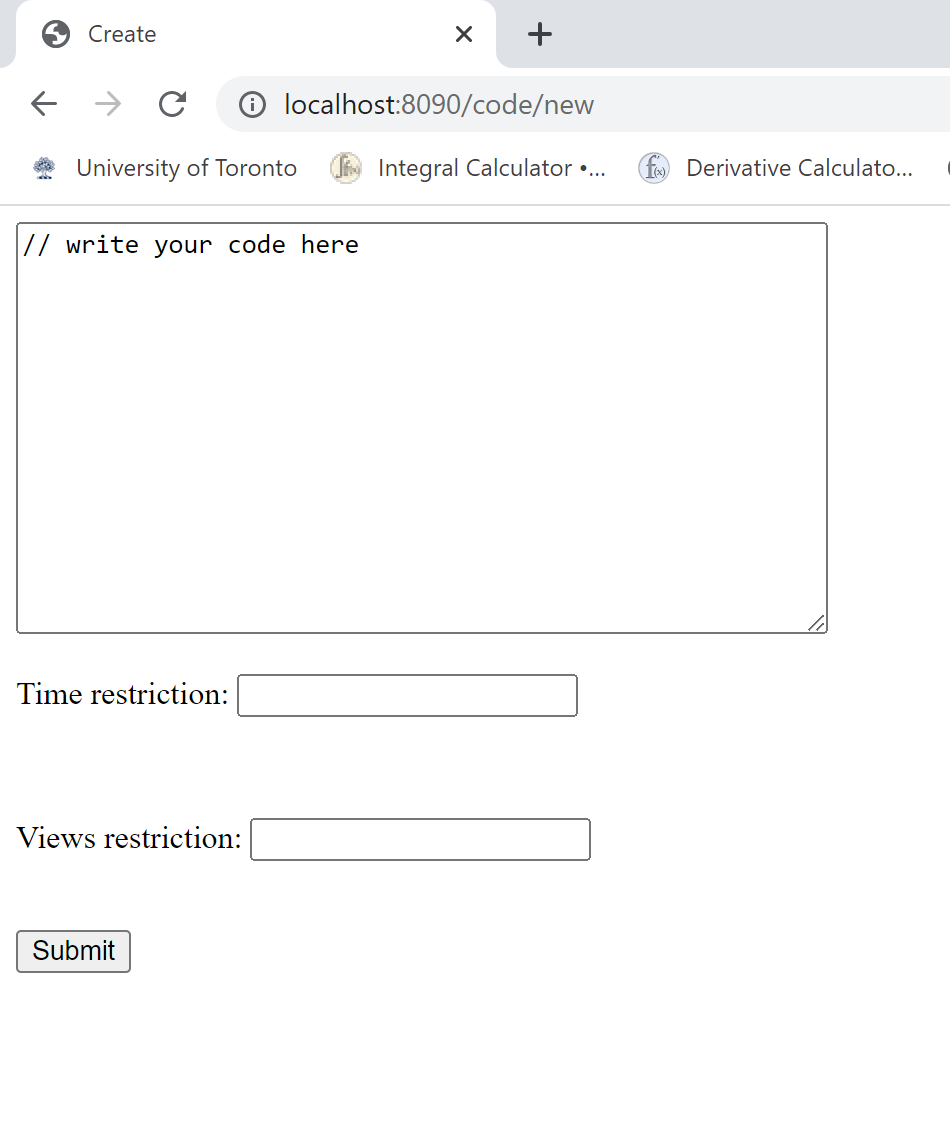 Create
localhost:8090/code/new
University of Toronto Integral Calculator •... Derivative Calculato...
// write your code here
Time restriction:
Views restriction:
Submit